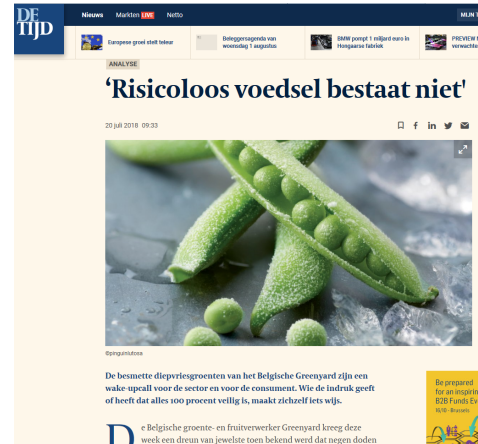 DE
TIJD
Nieuws Markten LIVE Netto
Europese groei stelt teleur
Beleggersagenda van
woensdag 1 augustus
BMW pompt 1 miljard euro in
Hongaarse fabriek
PREVIEW
verwachte
ANALYSE
‘Risicoloos voedsel bestaat niet'
20 juli 2018 09:33
©pinguinlutosa
De besmette diepvriesgroenten van het Belgische Greenyard zijn een
wake-upcall voor de sector en voor de consument. Wie de indruk geeft
of heeft dat alles 100 procent veilig is, maakt zichzelf iets wijs.
De Belgische groente- en fruitverwerker Greenyard kreeg deze
week een dreun van jewelste toen bekend werd dat negen doden
Be prepared
for an inspirin
B2B Funds Ev